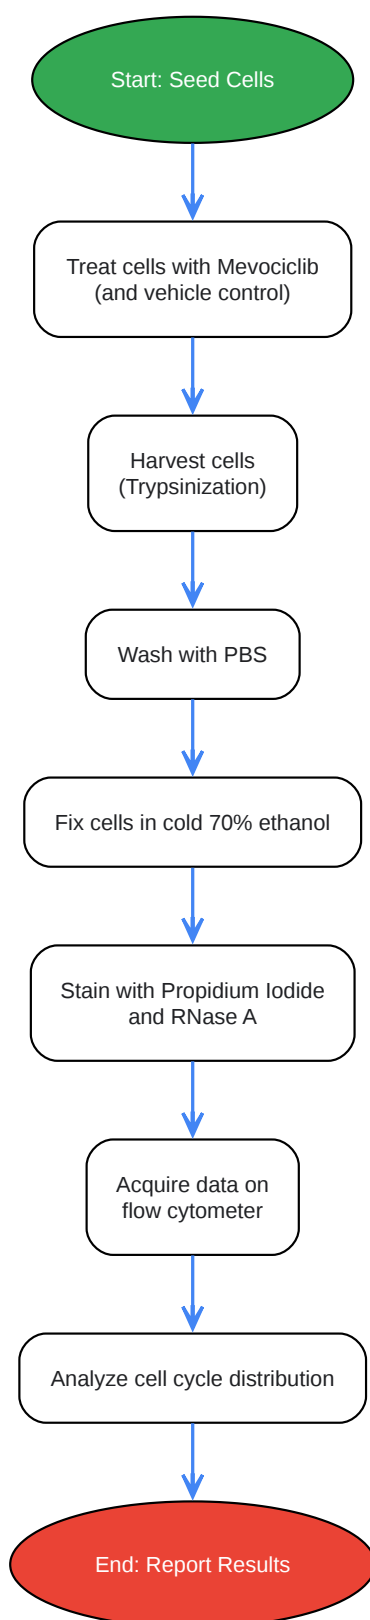 Start: Seed Cells
Treat cells with Mevociclib
(and vehicle control)
Harvest cells
(Trypsinization)
Wash with PBS
Fix cells in cold 70% ethanol
Stain with Propidium Iodide
and RNase A
Acquire data on
flow cytometer
Analyze cell cycle distribution
End: Report Results